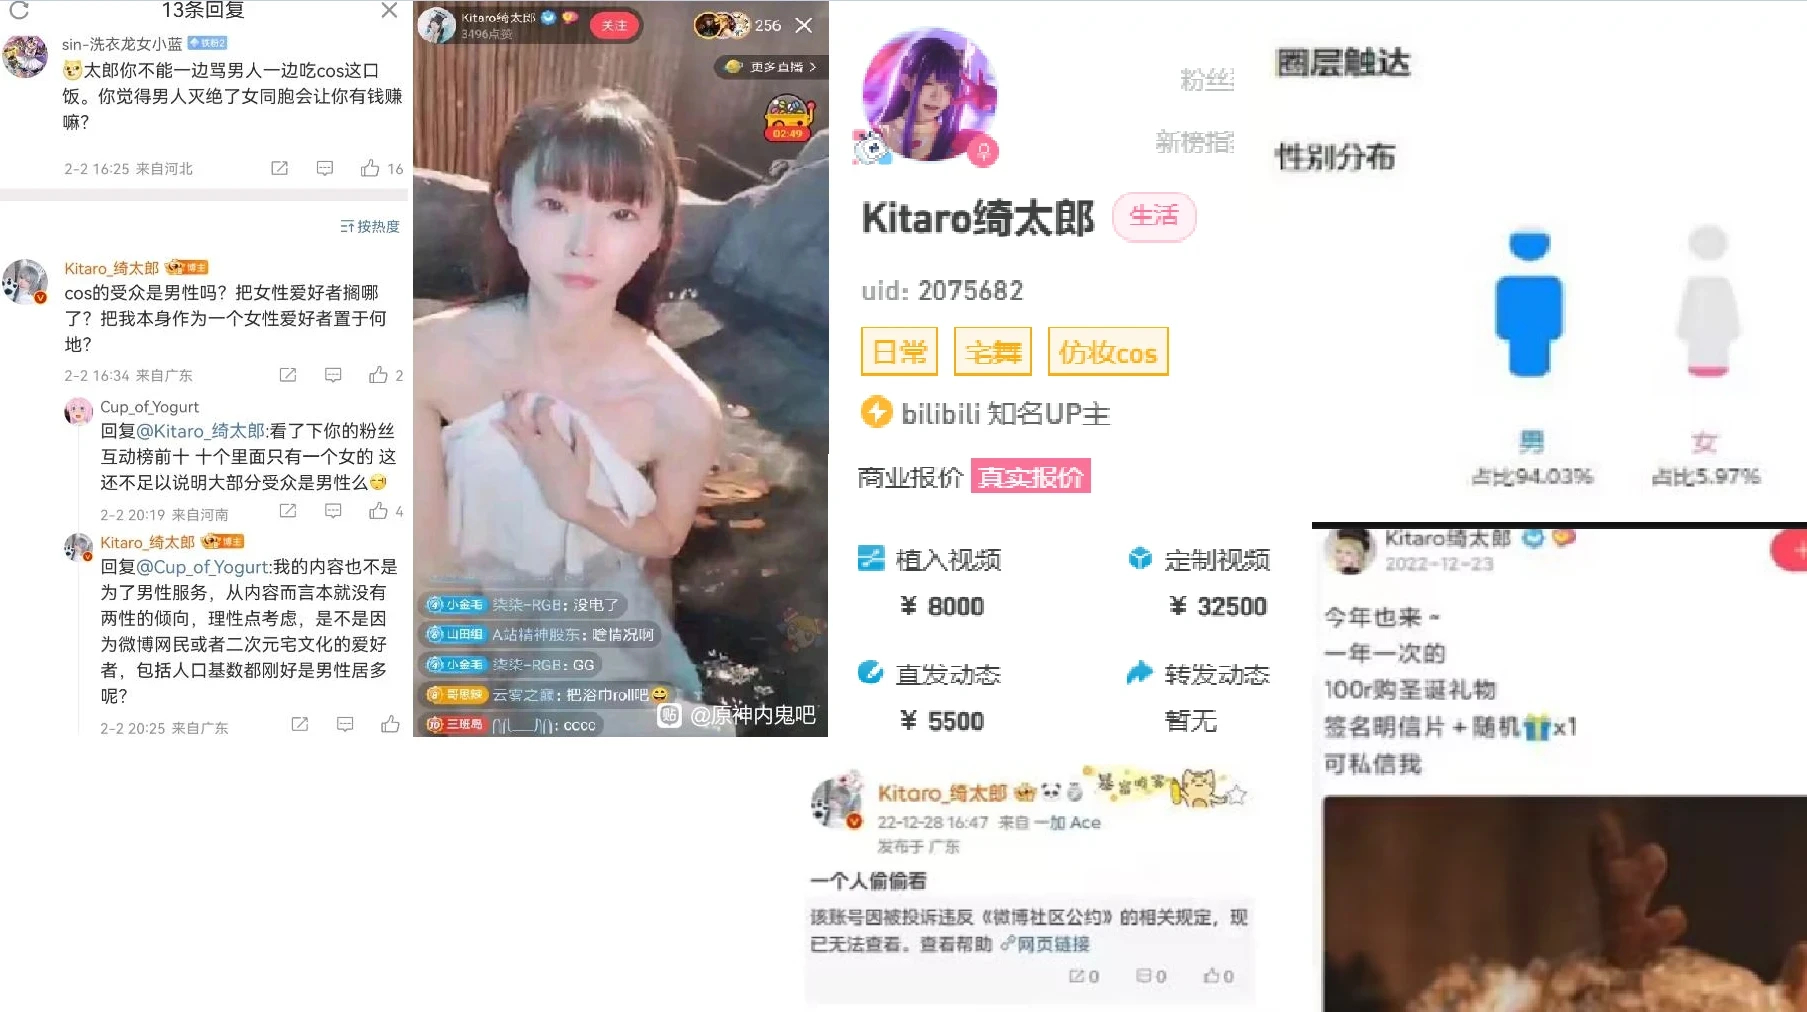 13条回复
sin-洗衣龙女小蓝 铁粉2
太郎你不能一边骂男人一边吃cos这口
饭。你觉得男人灭绝了女同胞会让你有钱赚
嘛?
2-2 16:25 来自河北
16
按热度
Kitaro_绮太郎 博主
cos的受众是男性吗？把女性爱好者搁哪
了？把我本身作为一个女性爱好者置于何
地？
2-2 16:34 来自广东
2
Cup_of_Yogurt
回复@Kitaro_绮太郎:看了下你的粉丝
互动榜前十 十个里面只有一个女的 这
还不足以说明大部分受众是男性么
2-2 20:19 来自河南
4
Kitaro_绮太郎 博主
回复@Cup_of_Yogurt:我的内容也不是
为了男性服务，从内容而言本就没有
两性的倾向，理性点考虑，是不是因
为微博网民或者二次元宅文化的爱好
者，包括人口基数都刚好是男性居多
呢？
2-2 20:25 来自广东
Kitaro绮太郎
3496点赞
关注
256
更多直播
02:49
小金毛 柒柒-RGB：没电了
山田组 A站精神股东：啥情况啊
小金毛 柒柒-RGB：GG
哥思疎 云雾之巅：把浴巾roll吧
三班岛
cccc
贴 @原神内鬼吧
粉丝
新榜指
Kitaro绮太郎 生活
uid: 2075682
日常 宅舞 仿妆cos
bilibili 知名UP主
商业报价 真实报价
植入视频
¥ 8000
定制视频
¥ 32500
直发动态
¥ 5500
转发动态
暂无
圈层触达
性别分布
男
占比94.03%
女
占比5.97%
Kitaro_绮太郎
22-12-28 16:47 来自 一加 Ace
发布于 广东
一个人偷偷看
该账号因被投诉违反《微博社区公约》的相关规定，现
已无法查看。查看帮助 网页链接
0
0
0
Kitaro绮太郎
2022-12-23
今年也来~
一年一次的
100r购圣诞礼物
签名明信片+随机x1
可私信我